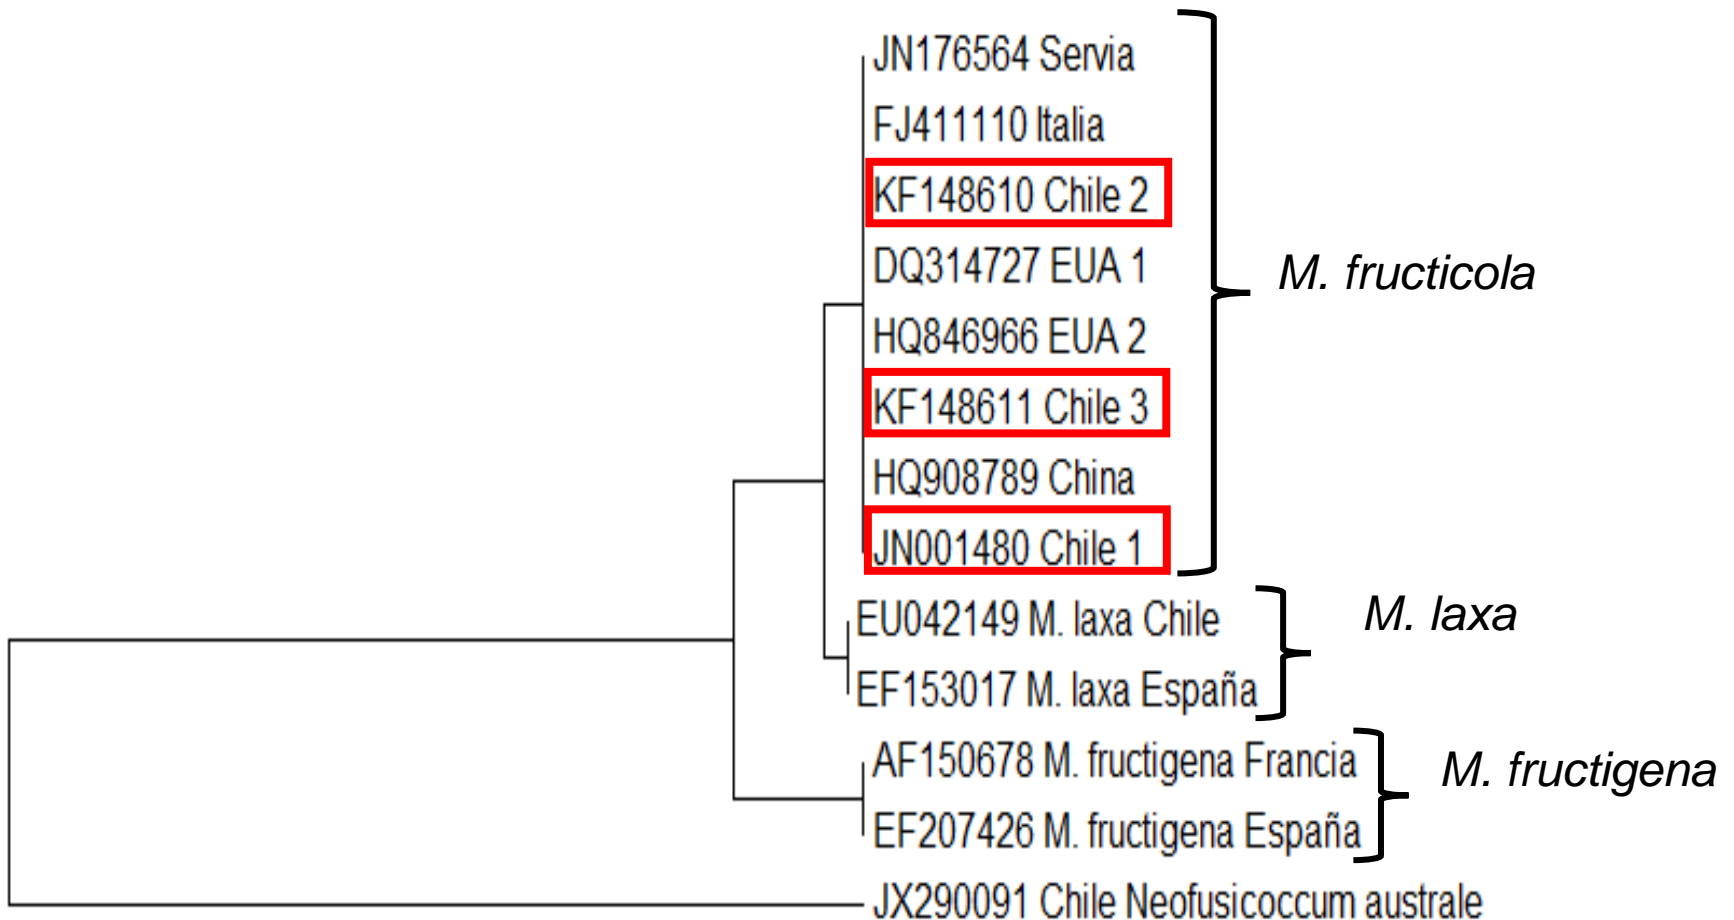 JN176564 Servia
FJ411110 Italia
KF148610 Chile 2
DQ314727 EUA 1
M. fructicola
HQ846966 EUA 2
KF148611 Chile 3
HQ908789 China
JN001480 Chile 1
EU042149 M. laxa Chile
M. laxa
EF153017 M. laxa España
AF150678 M. fructigena Francia
M. fructigena
EF207426 M. fructigena España
JX290091 Chile Neofusicoccum australe